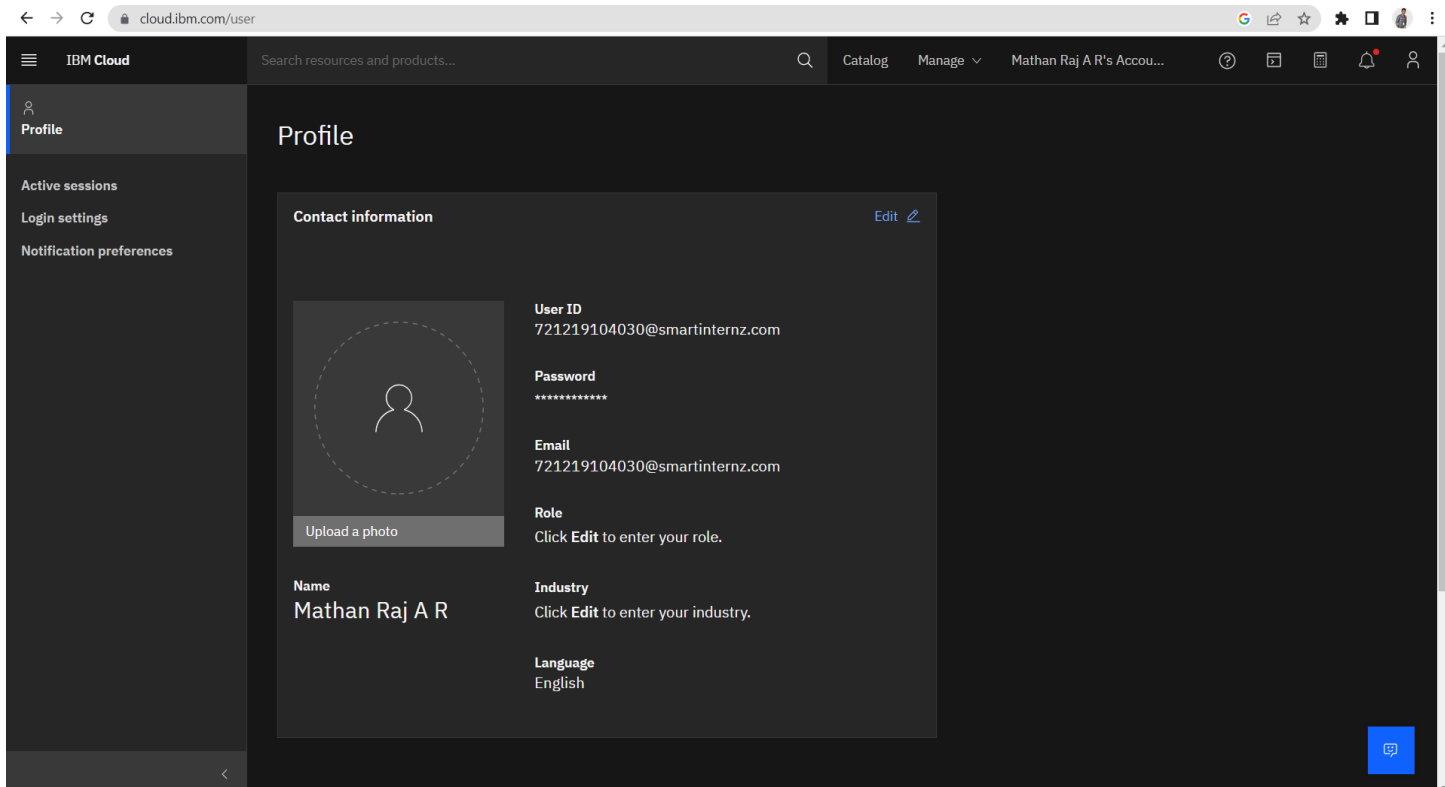 cloud.ibm.com/user
IBM Cloud
Search resources and products...
Catalog
Manage
Mathan Raj A R's Accou...
Profile
Active sessions
Login settings
Notification preferences
Profile
Contact information
Edit
Upload a photo
Name
Mathan Raj A R
User ID
721219104030@smartinternz.com
Password
************
Email
721219104030@smartinternz.com
Role
Click Edit to enter your role.
Industry
Click Edit to enter your industry.
Language
English